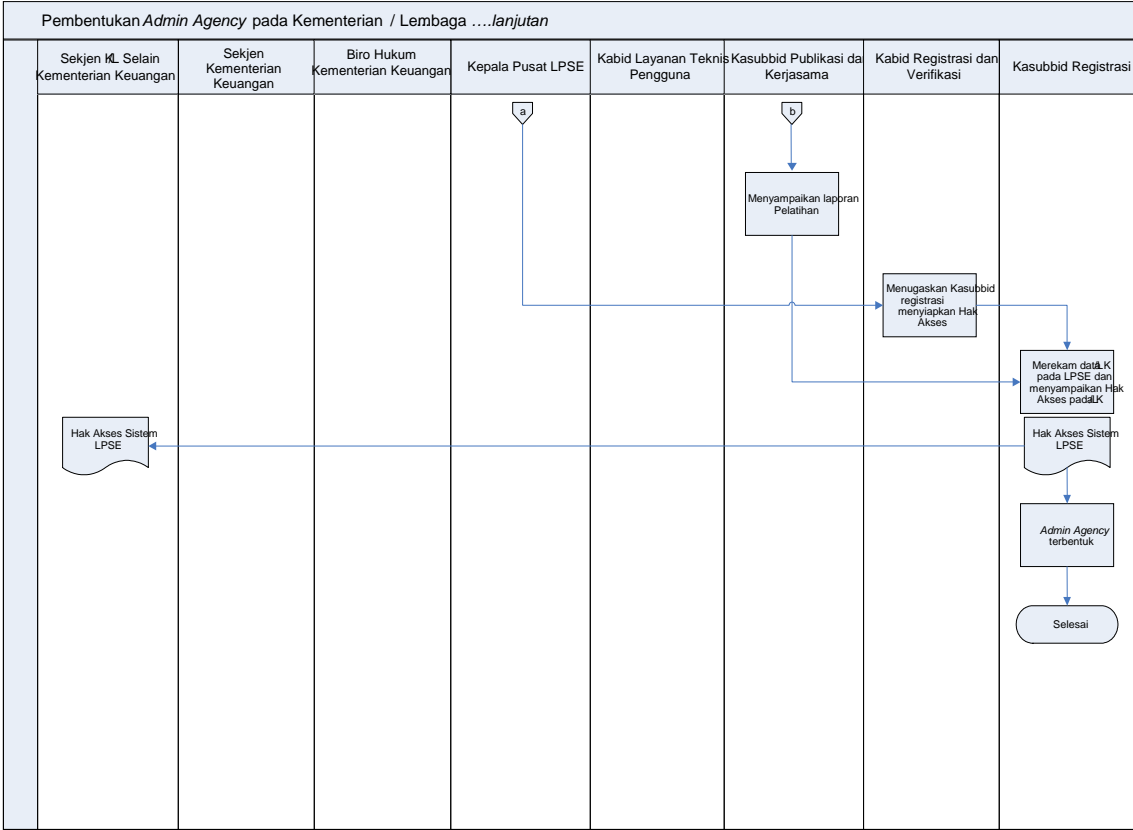 Pembentukan Admin Agency pada Kementerian / Lembaga ....lanjutan
Sekjen K/L Selain
Kementerian Keuangan
Sekjen
Kementerian
Keuangan
Biro Hukum
Kementerian Keuangan
Kepala Pusat LPSE
Kabid Layanan Teknis
Pengguna
Kasubbid Publikasi da
Kerjasama
Kabid Registrasi dan
Verifikasi
Kasubbid Registrasi
a
b
Menyampaikan laporan
Pelatihan
Menugaskan Kasubbid
registrasi
menyiapkan Hak
Akses
Merekam data K/L
pada LPSE dan
menyampaikan Hak
Akses pada K/L
Hak Akses Sistem
LPSE
Hak Akses Sistem
LPSE
Admin Agency
terbentuk
Selesai